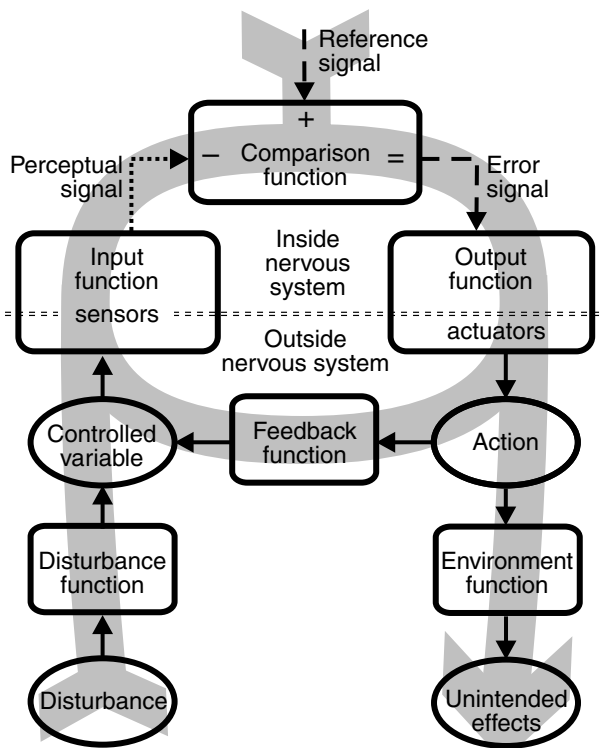 Reference
signal
+
Perceptual
signal
− Comparison =
function
Error
signal
Input
function
sensors
Inside
nervous
system
Output
function
actuators
Outside
nervous system
Controlled
variable
Feedback
function
Action
Disturbance
function
Environment
function
Disturbance
Unintended
effects